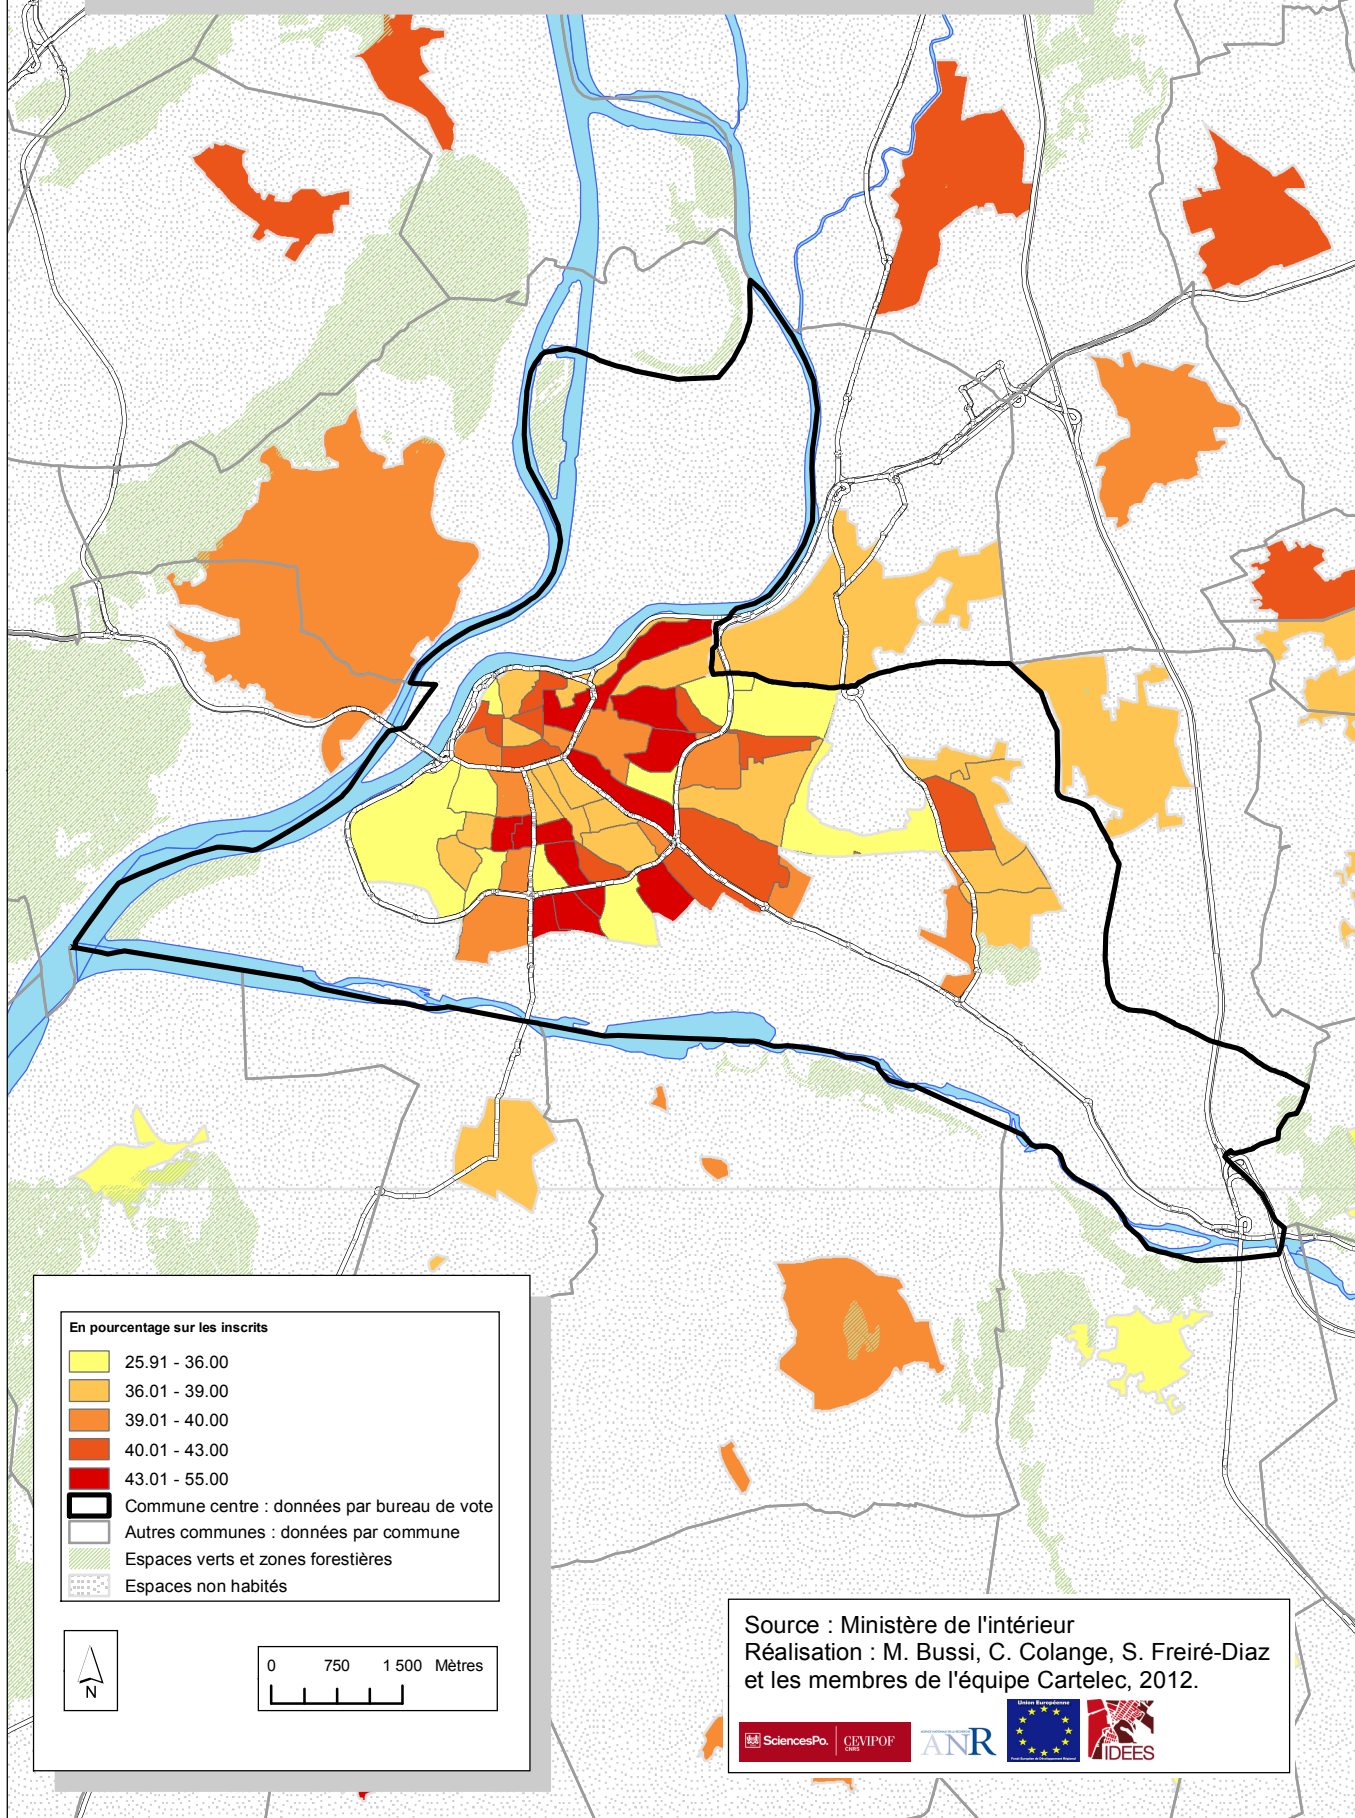 En pourcentage sur les inscrits
25.91 - 36.00
36.01 - 39.00
39.01 - 40.00
40.01 - 43.00
43.01 - 55.00
Commune centre : données par bureau de vote
Autres communes : données par commune
Espaces verts et zones forestières
Espaces non habités
N
0 750 1 500 Mètres
Source : Ministère de l'intérieur
Réalisation : M. Bussi, C. Colange, S. Freiré-Diaz
et les membres de l'équipe Cartelec, 2012.
SciencesPo.
CEVIPOF
CNRS
ANR
Union Européenne
IDEES